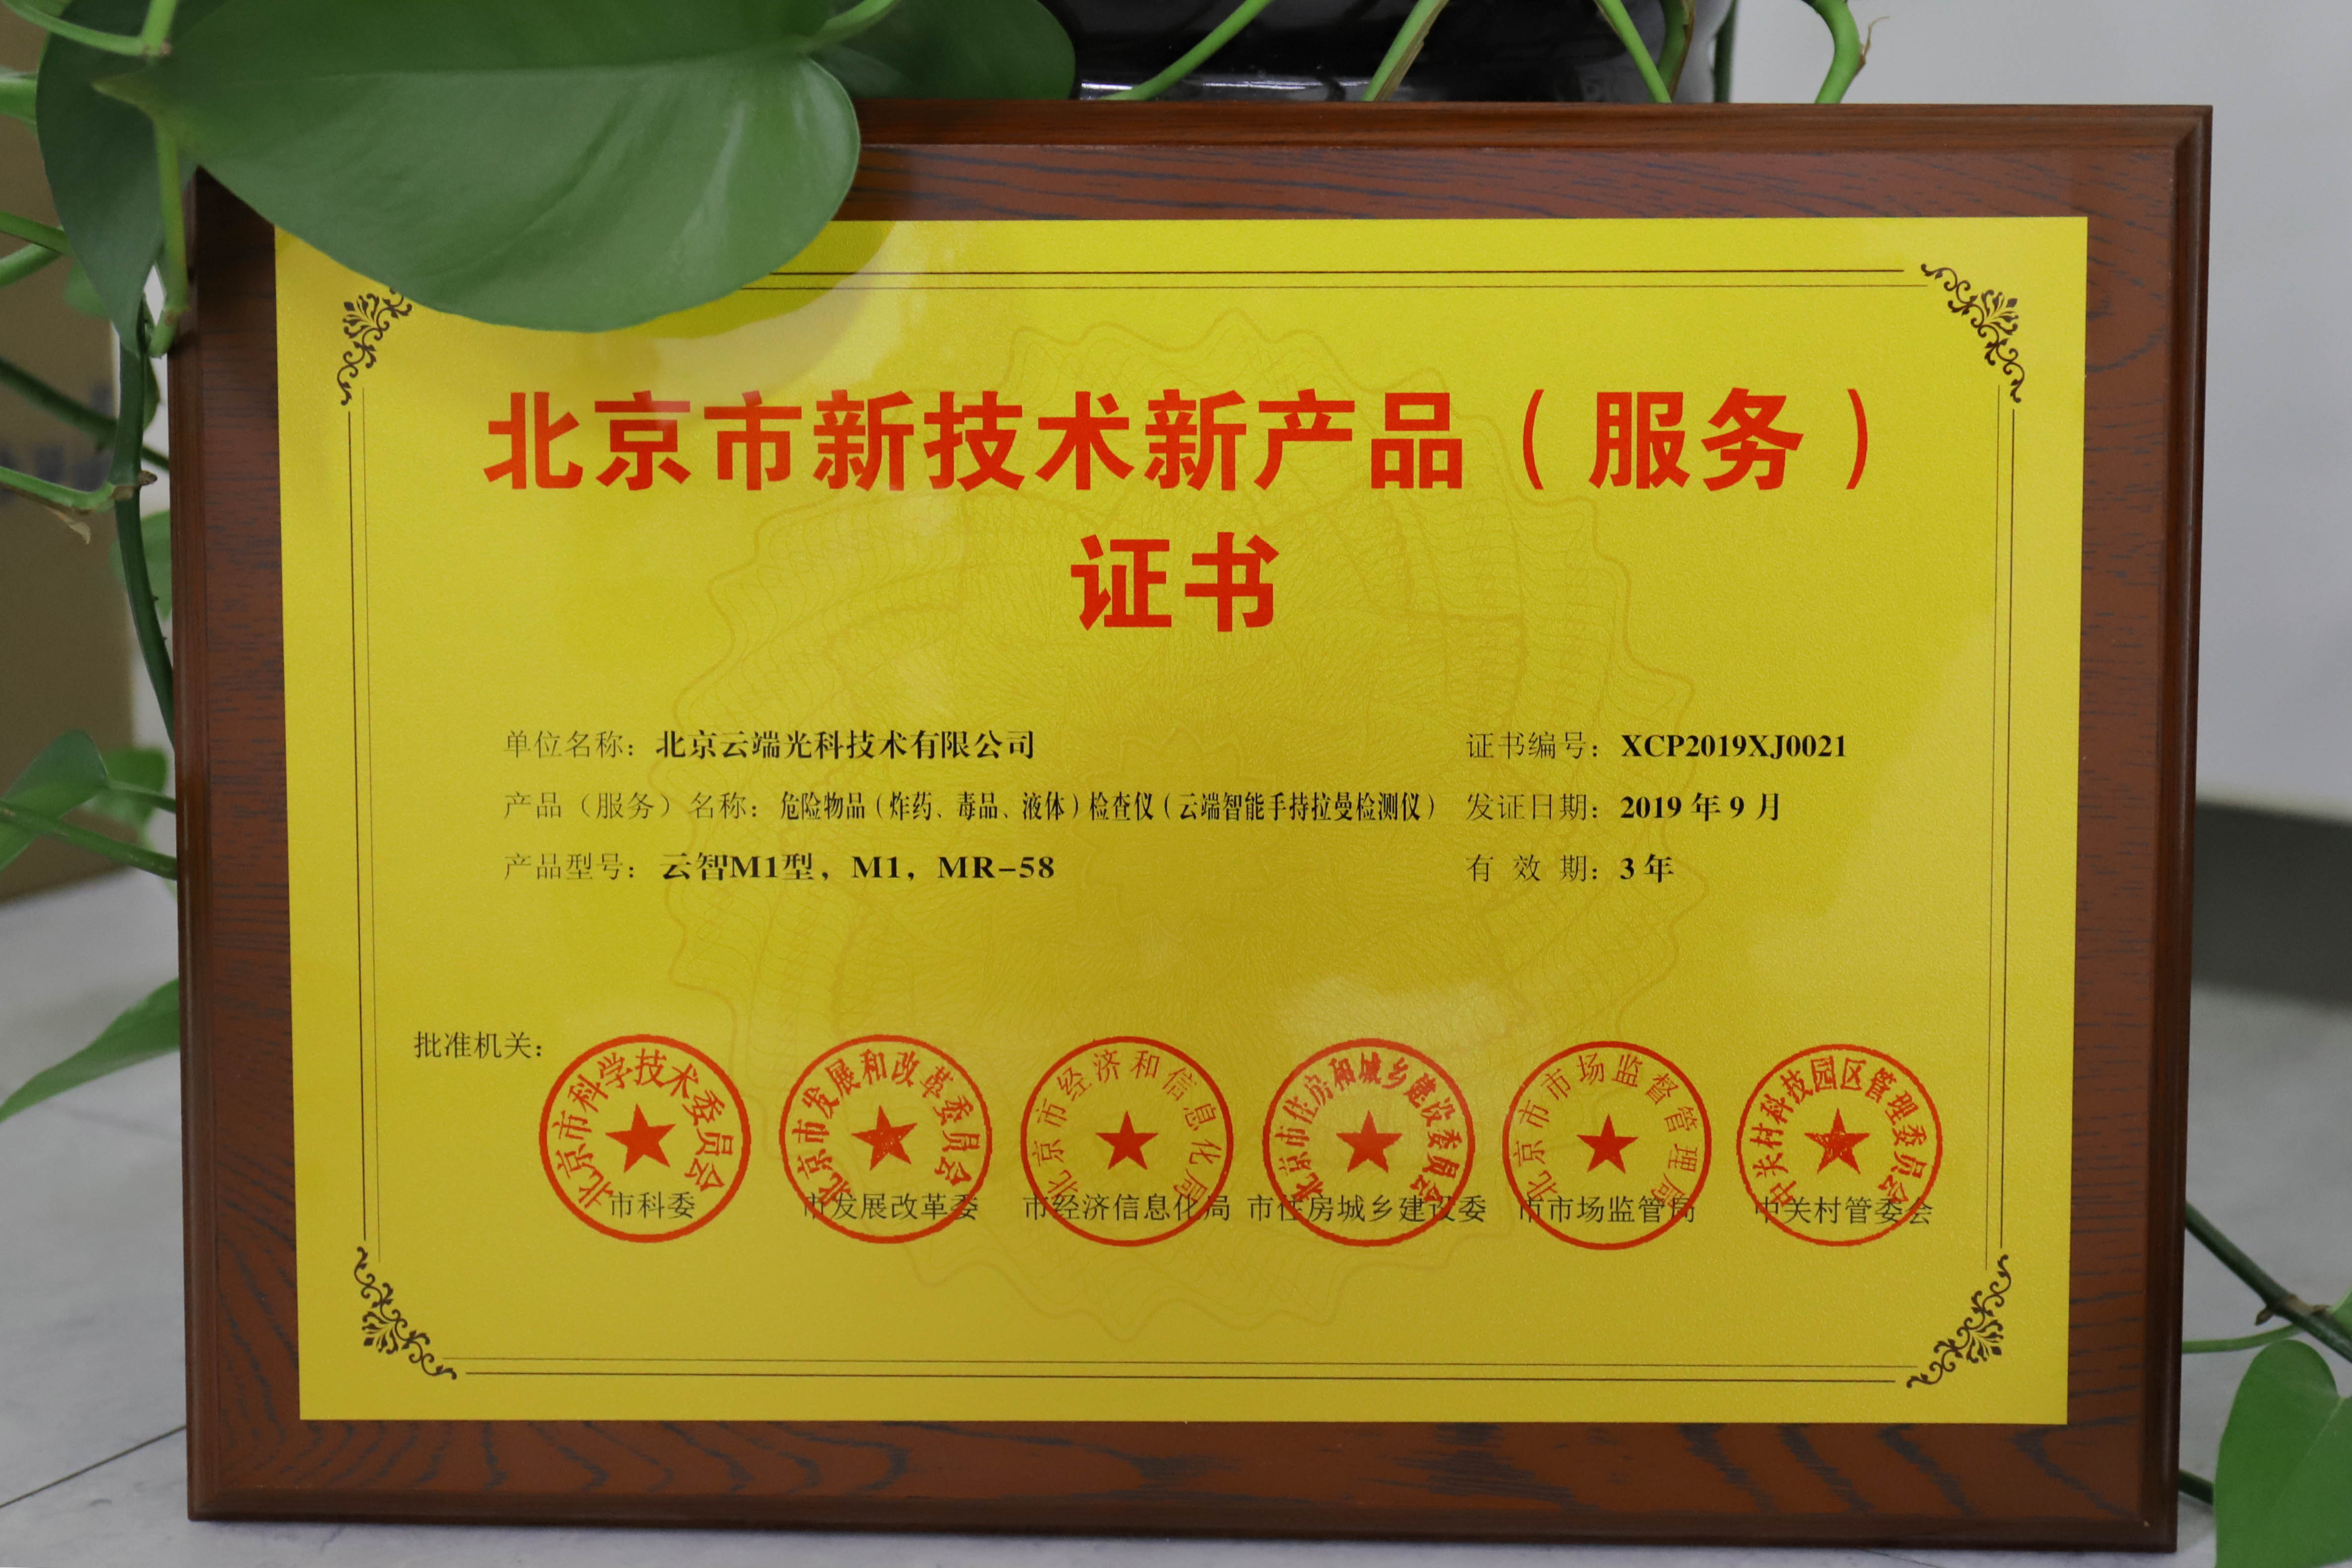 北京市新技术新产品（服务）
证书
单位名称：北京云端光科技术有限公司
证书编号：XCP2019XJ0021
产品（服务）名称：危险物品（炸药、毒品、液体）检查仪（云端智能手持拉曼检测仪）
发证日期：2019 年 9 月
产品型号：云智M1型，M1，MR-58
有 效 期：3 年
批准机关：
北京市科学技术委员会
北京市发展和改革委员会
北京市经济和信息化局
北京市住房和城乡建设委员会
北京市市场监督管理局
中关村科技园区管理委员会
市科委
市发展改革委
市经济信息化局
市住房城乡建设委
市市场监管局
中关村管委会